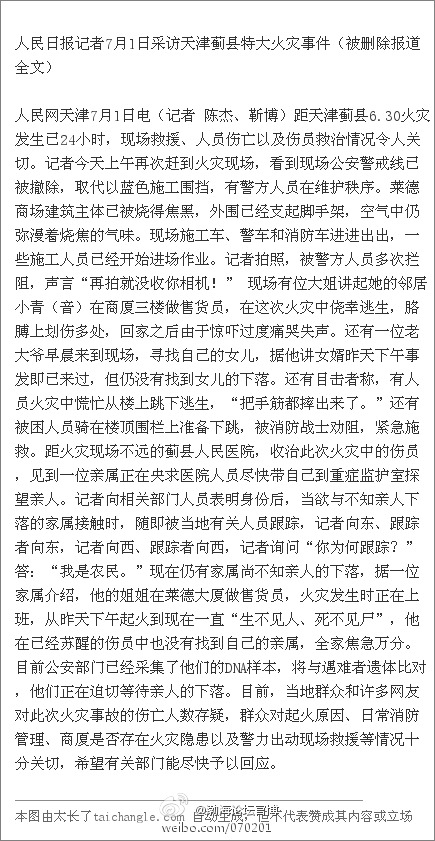 人民日报记者7月1日采访天津蓟县特大火灾事件（被删除报道
全文）
人民网天津7月1日电（记者 陈杰、靳博）距天津蓟县6.30火灾
发生已24小时，现场救援、人员伤亡以及伤员救治情况令人关
切。记者今天上午再次赶到火灾现场，看到现场公安警戒线已
被撤除，取代以蓝色施工围挡，有警方人员在维护秩序。莱德
商场建筑主体已被烧得焦黑，外围已经支起脚手架，空气中仍
弥漫着烧焦的气味。现场施工车、警车和消防车进进出出，一
些施工人员已经开始进场作业。记者拍照，被警方人员多次拦
阻，声言“再拍就没收你相机！” 现场有位大姐讲起她的邻居
小青（音）在商厦三楼做售货员，在这次火灾中侥幸逃生，胳
膊上划伤多处，回家之后由于惊吓过度痛哭失声。还有一位老
大爷早晨来到现场，寻找自己的女儿，据他讲女婿昨天下午事
发即已来过，但仍没有找到女儿的下落。还有目击者称，有人
员火灾中慌忙从楼上跳下逃生，“把手筋都摔出来了。”还有
被困人员骑在楼顶围栏上准备下跳，被消防战士劝阻，紧急施
救。距火灾现场不远的蓟县人民医院，收治此次火灾中的伤员
，见到一位亲属正在央求医院人员尽快带自己到重症监护室探
望亲人。记者向相关部门人员表明身份后，当欲与不知亲人下
落的家属接触时，随即被当地有关人员跟踪，记者向东、跟踪
者向东，记者向西、跟踪者向西，记者询问“你为何跟踪？”
答：“我是农民。”现在仍有家属尚不知亲人的下落，据一位
家属介绍，他的姐姐在莱德大厦做售货员，火灾发生时正在上
班，从昨天下午起火到现在一直“生不见人、死不见尸”，他
在已经苏醒的伤员中也没有找到自己的亲属，全家焦急万分。
目前公安部门已经采集了他们的DNA样本，将与遇难者遗体比对
，他们正在迫切等待亲人的下落。目前，当地群众和许多网友
对此次火灾事故的伤亡人数存疑，群众对起火原因、日常消防
管理、商厦是否存在火灾隐患以及警力出动现场救援等情况十
分关切，希望有关部门能尽快予以回应。
本图由太长了taichangle.com 自动生成，但不代表赞成其内容或立场
@渤海论坛官博
weibo.com/070201